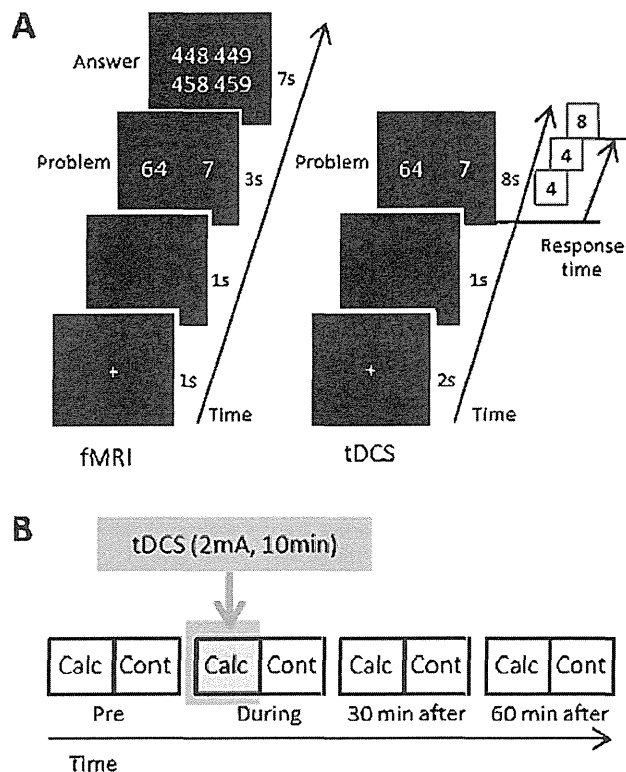 A
Answer
448 449
458 459
7s
Problem
64 7
3s
1s
+
1s
Time
fMRI
Problem
64 7
8s
8
4
4
Response
time
1s
+
2s
Time
tDCS
B
tDCS (2mA, 10min)
Calc Cont Calc Cont Calc Cont Calc Cont
Pre During 30 min after 60 min after
Time